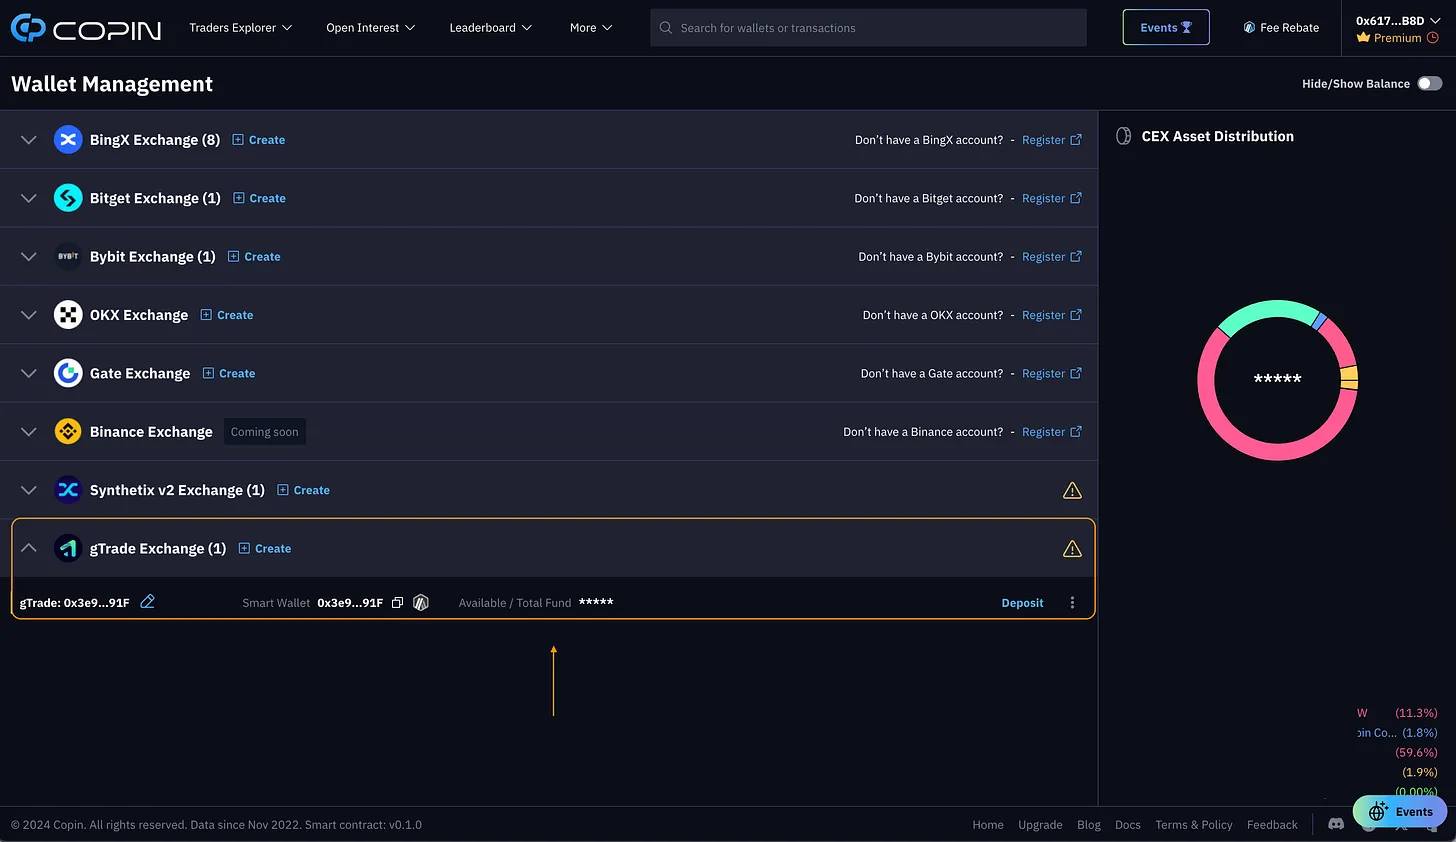 COPIN Traders Explorer Open Interest Leaderboard More Search for wallets or transactions Events Fee Rebate 0x617...B8D
Premium
Wallet Management Hide/Show Balance
BingX Exchange (8) Create Don't have a BingX account? - Register
CEX Asset Distribution
Bitget Exchange (1) Create Don't have a Bitget account? - Register
BYBIT Bybit Exchange (1) Create Don't have a Bybit account? - Register
OKX Exchange Create Don't have a OKX account? - Register
Gate Exchange Create Don't have a Gate account? - Register
*****
Binance Exchange Coming soon Don't have a Binance account? - Register
Synthetix v2 Exchange (1) Create
gTrade Exchange (1) Create
gTrade: 0x3e9...91F Smart Wallet 0x3e9...91F Available / Total Fund ***** Deposit
W (11.3%)
pin Co... (1.8%)
(59.6%)
(1.9%)
(0.00%)
Events
© 2024 Copin. All rights reserved. Data since Nov 2022. Smart contract: v0.1.0 Home Upgrade Blog Docs Terms & Policy Feedback